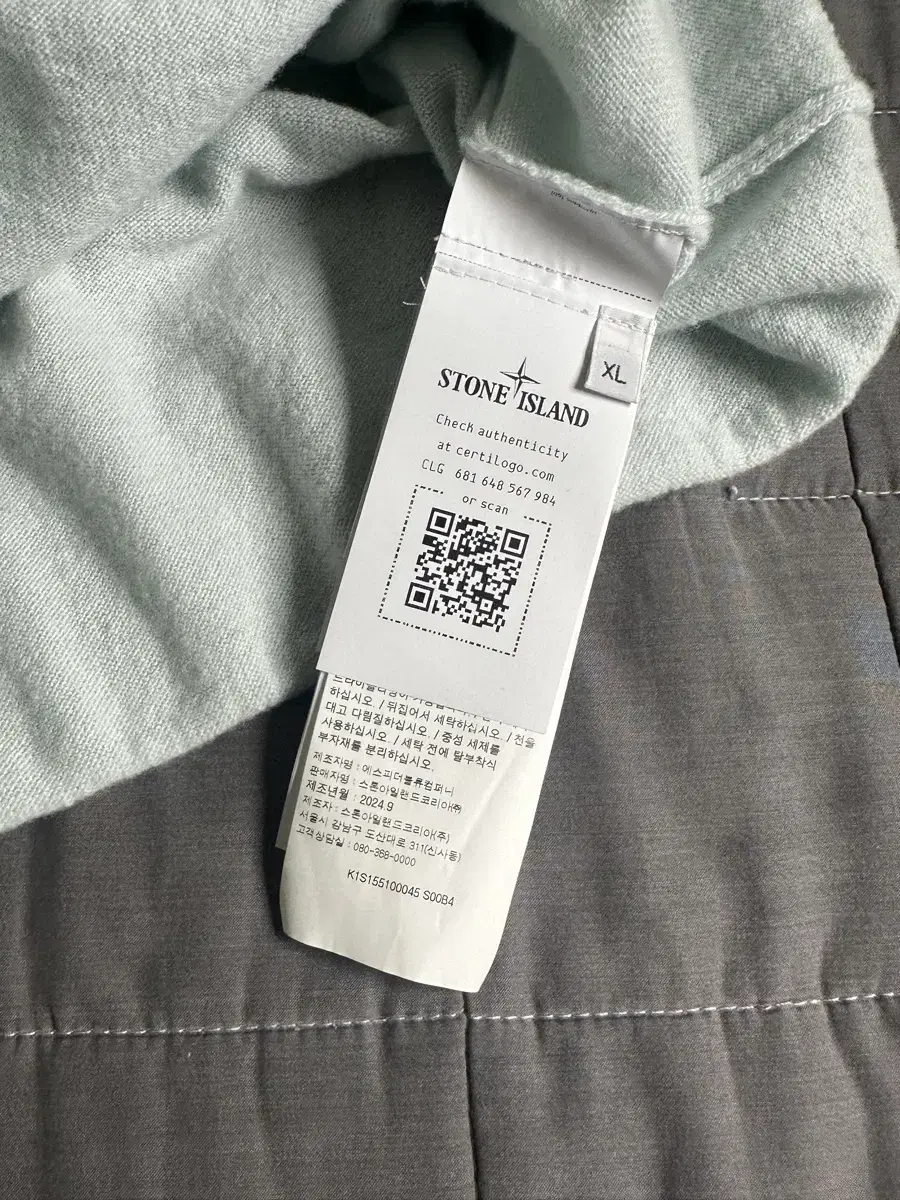 XL
STONE ISLAND
Check authenticity
at certilogo.com
CLG 681 648 567 984
or scan
하십시오. / 뒤집어서 세탁하십시오. / 천을
대고 다림질하십시오. / 중성 세제를
사용하십시오. / 세탁 전에 탈부착식
부자재를 분리하십시오.
제조자명 : 에스피더블류컴퍼니
판매자명 : 스톤아일랜드코리아㈜
제조년월 : 2024.9
제조자 : 스톤아일랜드코리아(주)
서울시 강남구 도산대로 311(신사동)
고객상담실 : 080-368-0000
K1S155100045 S00B4